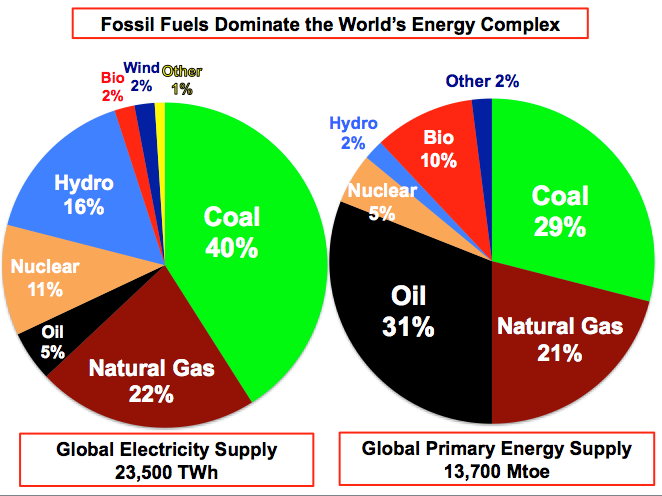 Fossil Fuels Dominate the World's Energy Complex
Bio
2%
Wind
2%
Other
1%
Hydro
16%
Coal
40%
Nuclear
11%
Oil
5%
Natural Gas
22%
Global Electricity Supply
23,500 TWh
Other 2%
Hydro
2%
Bio
10%
Nuclear
5%
Coal
29%
Oil
31%
Natural Gas
21%
Global Primary Energy Supply
13,700 Mtoe